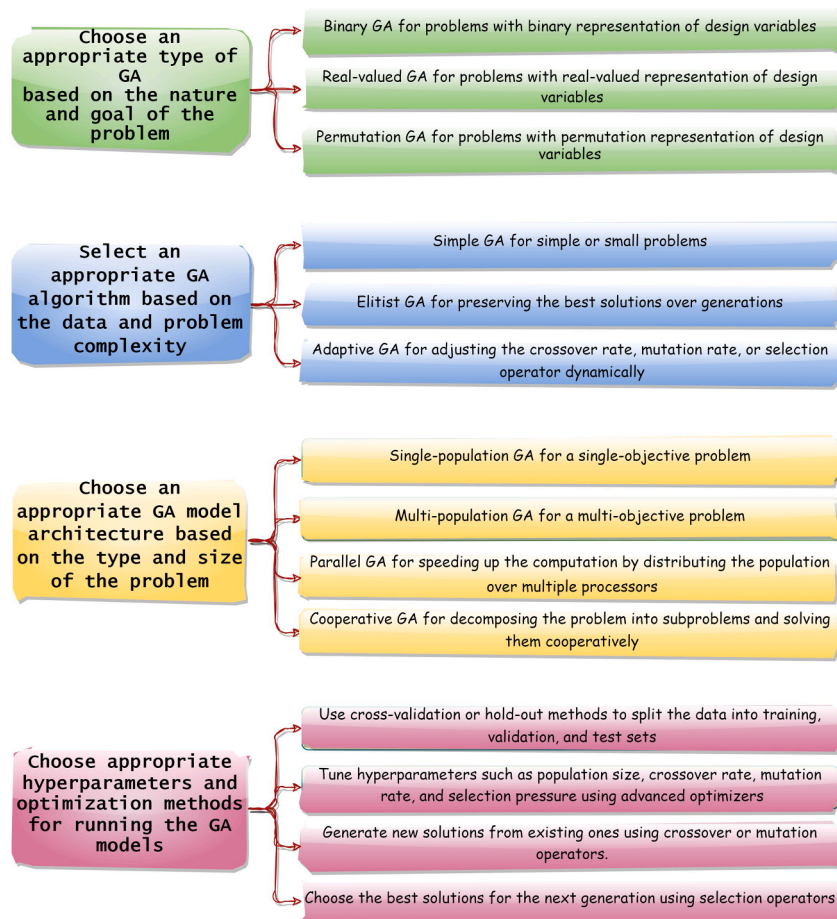 Choose an
appropriate type of
GA
based on the nature
and goal of the
problem
Binary GA for problems with binary representation of design variables
Real-valued GA for problems with real-valued representation of design
variables
Permutation GA for problems with permutation representation of design
variables
Select an
appropriate GA
algorithm based on
the data and problem
complexity
Simple GA for simple or small problems
Elitist GA for preserving the best solutions over generations
Adaptive GA for adjusting the crossover rate, mutation rate, or selection
operator dynamically
Choose an
appropriate GA model
architecture based
on the type and size
of the problem
Single-population GA for a single-objective problem
Multi-population GA for a multi-objective problem
Parallel GA for speeding up the computation by distributing the population
over multiple processors
Cooperative GA for decomposing the problem into subproblems and solving
them cooperatively
Choose appropriate
hyperparameters and
optimization methods
for running the GA
models
Use cross-validation or hold-out methods to split the data into training,
validation, and test sets
Tune hyperparameters such as population size, crossover rate, mutation
rate, and selection pressure using advanced optimizers
Generate new solutions from existing ones using crossover or mutation
operators.
Choose the best solutions for the next generation using selection operators